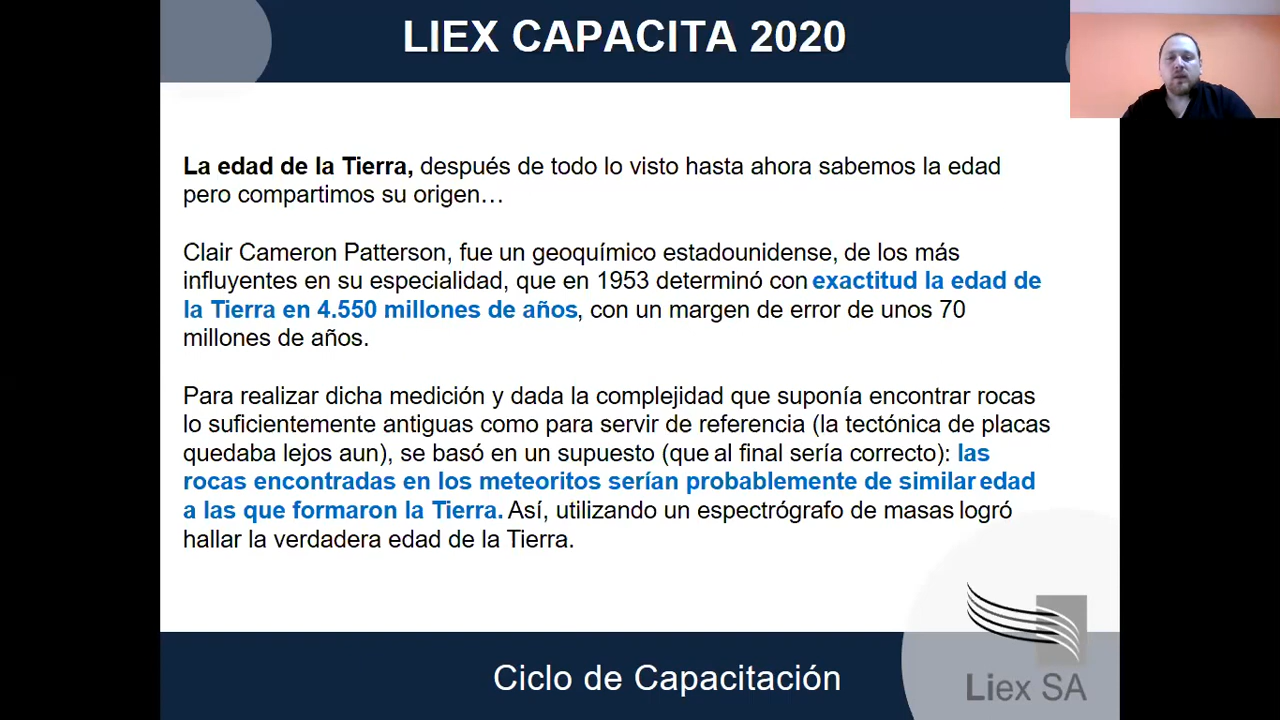 LIEX CAPACITA 2020
La edad de la Tierra, después de todo lo visto hasta ahora sabemos la edad
pero compartimos su origen…
Clair Cameron Patterson, fue un geoquímico estadounidense, de los más
influyentes en su especialidad, que en 1953 determinó con exactitud la edad de
la Tierra en 4.550 millones de años, con un margen de error de unos 70
millones de años.
Para realizar dicha medición y dada la complejidad que suponía encontrar rocas
lo suficientemente antiguas como para servir de referencia (la tectónica de placas
quedaba lejos aun), se basó en un supuesto (que al final sería correcto): las
rocas encontradas en los meteoritos serían probablemente de similar edad
a las que formaron la Tierra. Así, utilizando un espectrógrafo de masas logró
hallar la verdadera edad de la Tierra.
Ciclo de Capacitación
Liex SA